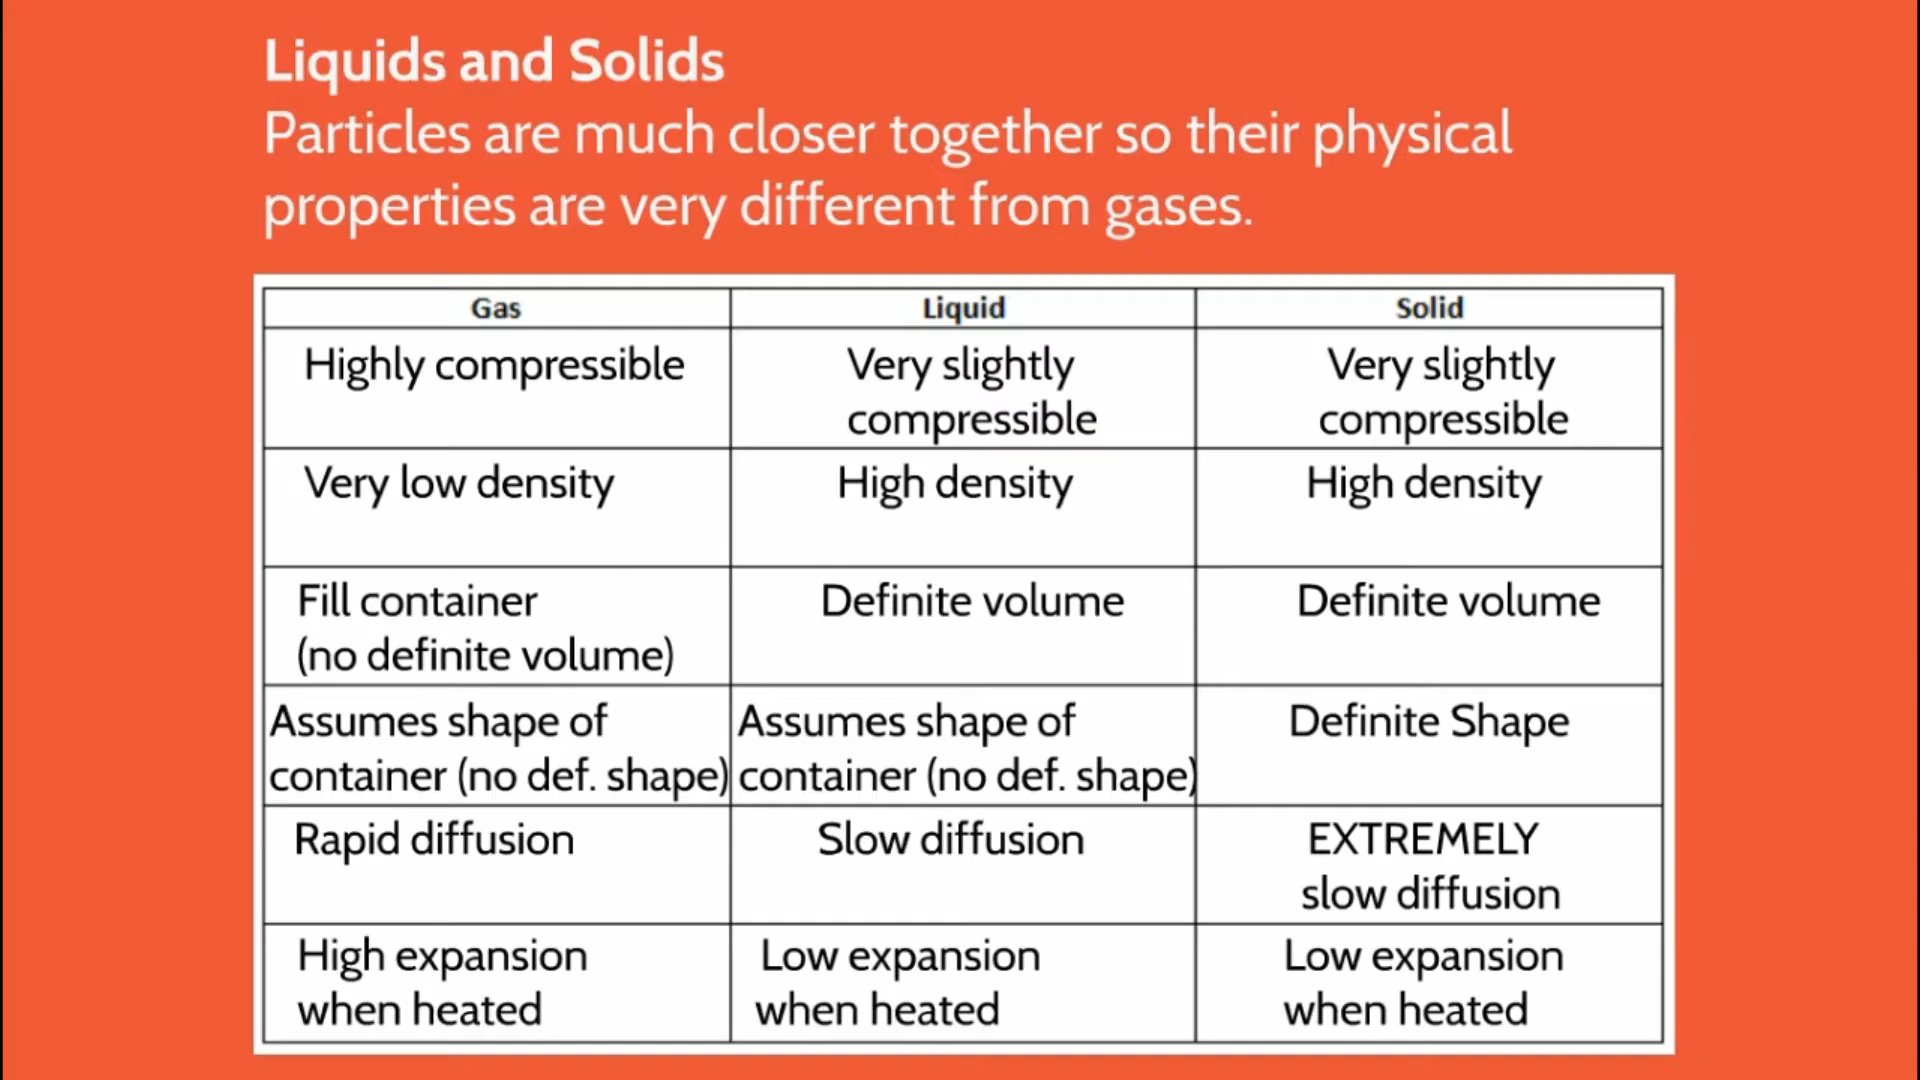 Liquids and Solids
Particles are much closer together so their physical
properties are very different from gases.
Gas Liquid Solid
Highly compressible Very slightly Very slightly
compressible compressible
Very low density High density High density
Fill container Definite volume Definite volume
(no definite volume)
Assumes shape of Assumes shape of Definite Shape
container (no def. shape) container (no def. shape)
Rapid diffusion Slow diffusion EXTREMELY
slow diffusion
High expansion Low expansion Low expansion
when heated when heated when heated